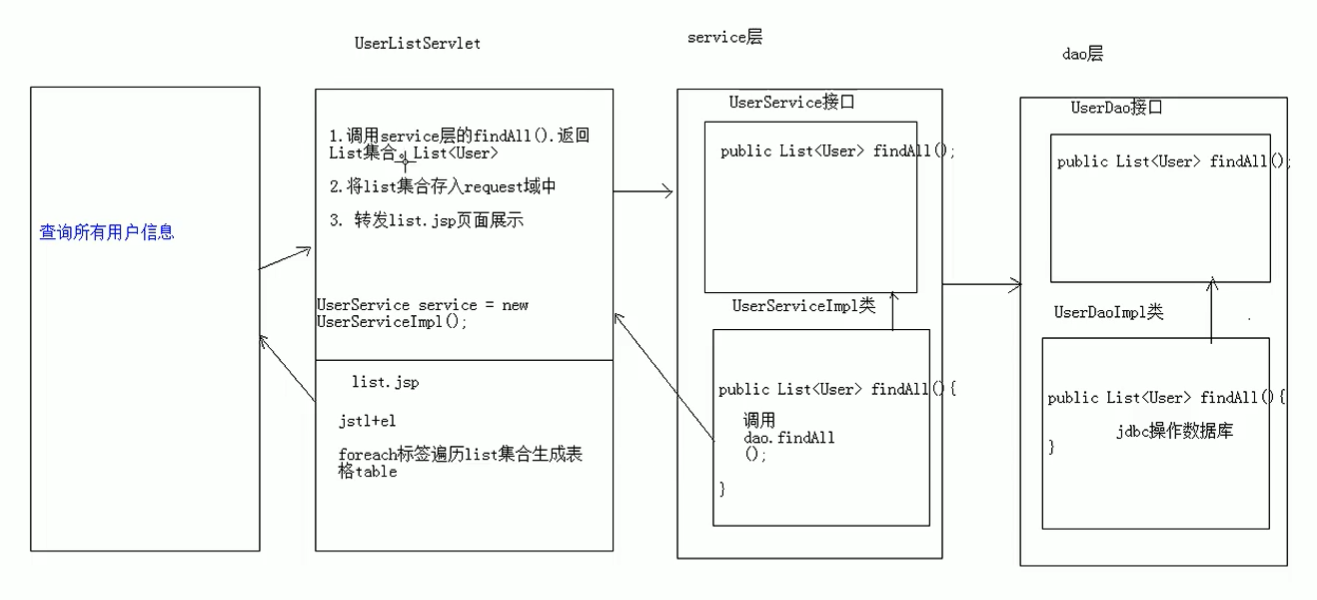 UserListServlet
service层
dao层
查询所有用户信息
1.调用service层的findAll().返回
List集合。List<User>
2.将list集合存入request域中
3. 转发list.jsp页面展示
UserService service = new
UserServiceImpl();
list.jsp
jstl+el
foreach标签遍历list集合生成表
格table
UserService接口
public List<User> findAll();
UserServiceImpl类
public List<User> findAll(){
调用
dao.findAll
();
}
UserDao接口
public List<User> findAll();
UserDaoImpl类
public List<User> findAll(){
jdbc操作数据库
}